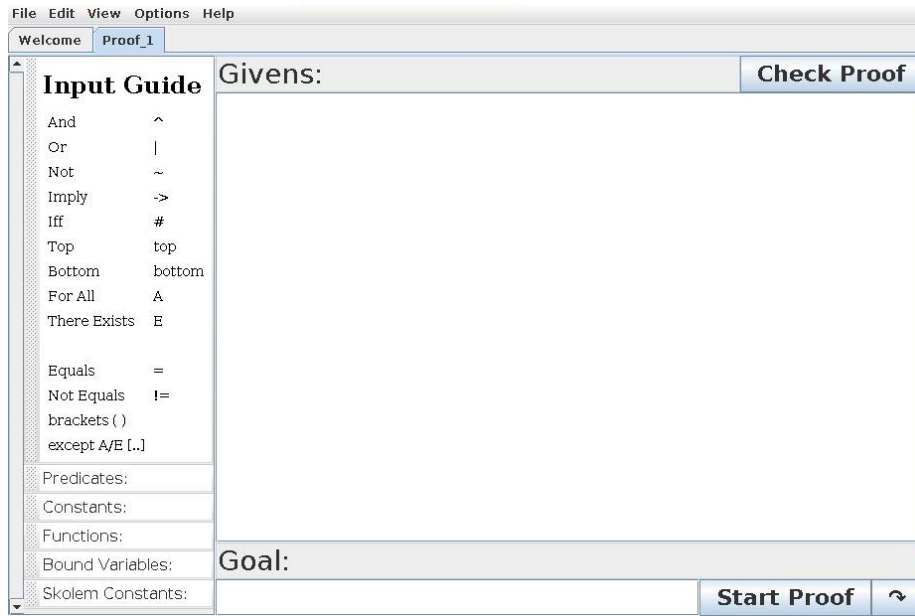 File Edit View Options Help
Welcome Proof_1
Input Guide
And ^
Or |
Not ~
Imply ->
Iff #
Top top
Bottom bottom
For All A
There Exists E
Equals =
Not Equals !=
brackets ( )
except A/E [..]
Predicates:
Constants:
Functions:
Bound Variables:
Skolem Constants:
Givens: Check Proof
Goal:
Start Proof ↷